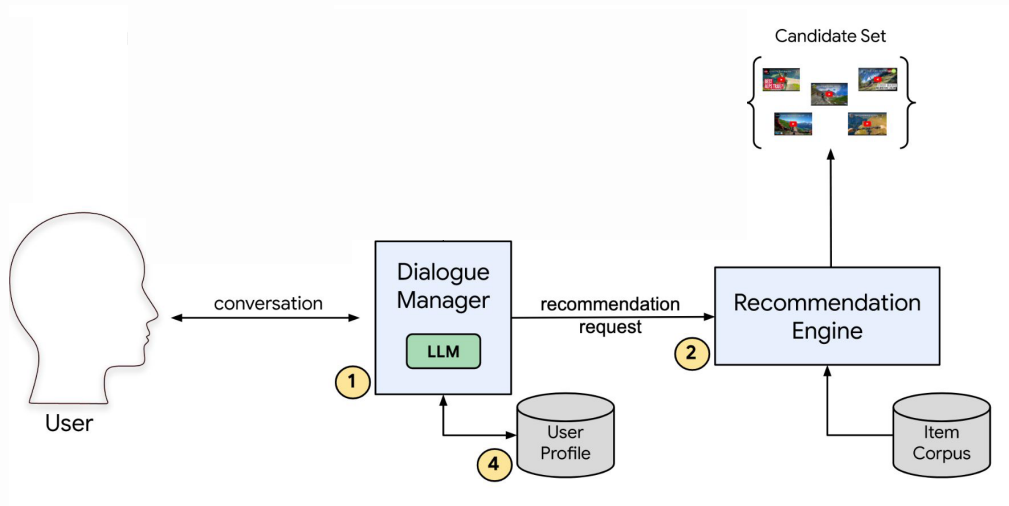 Candidate Set
Dialogue
Manager
LLM
conversation
recommendation
request
Recommendation
Engine
1
2
User
User
Profile
4
Item
Corpus